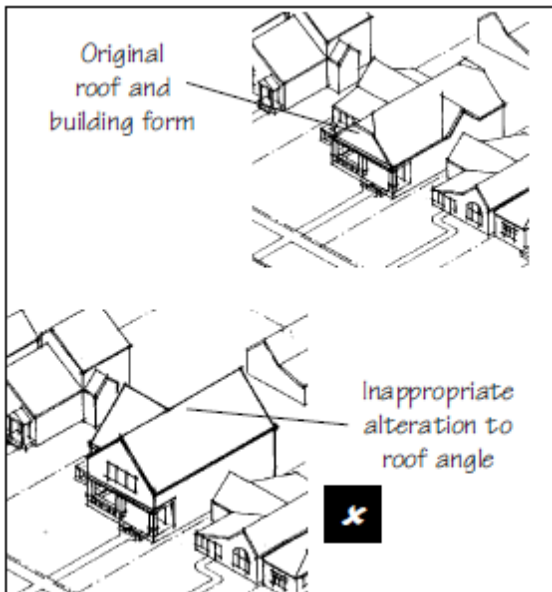 Original
roof and
building form
Inappropriate
alteration to
roof angle